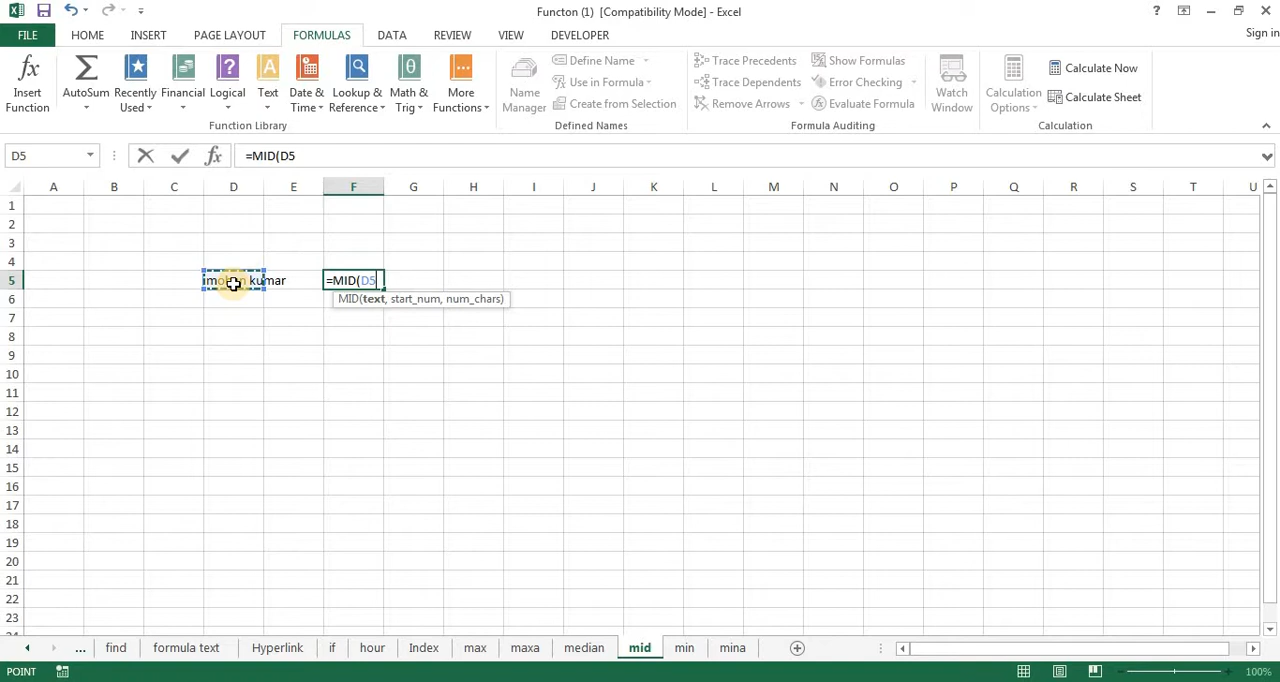 Functon (1) [Compatibility Mode] - Excel
?
FILE HOME INSERT PAGE LAYOUT FORMULAS DATA REVIEW VIEW DEVELOPER Sign in
fx Σ ? A θ
Insert Function
AutoSum
Recently Used
Financial
Logical
Text
Date & Time
Lookup & Reference
Math & Trig
More Functions
Function Library
Name Manager
Define Name
Use in Formula
Create from Selection
Defined Names
Trace Precedents
Trace Dependents
Remove Arrows
Show Formulas
Error Checking
Evaluate Formula
Formula Auditing
Watch Window
Calculation Options
Calculate Now
Calculate Sheet
Calculation
D5 fx =MID(D5
A B C D E F G H I J K L M N O P Q R S T U
1
2
3
4
5 kumar =MID(D5
6 MID(text, start_num, num_chars)
7
8
9
10
11
12
13
14
15
16
17
18
19
20
21
22
23
24
... find formula text Hyperlink if hour Index max maxa median mid min mina
POINT 100%